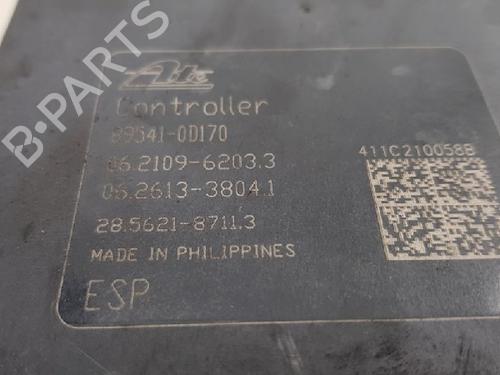 Ate
Controller
89541-0D170
06.2109-6203.3
06.2613-3804.1
28.5621-8711.3
MADE IN PHILIPPINES
ESP
411C210058B
B-PARTS